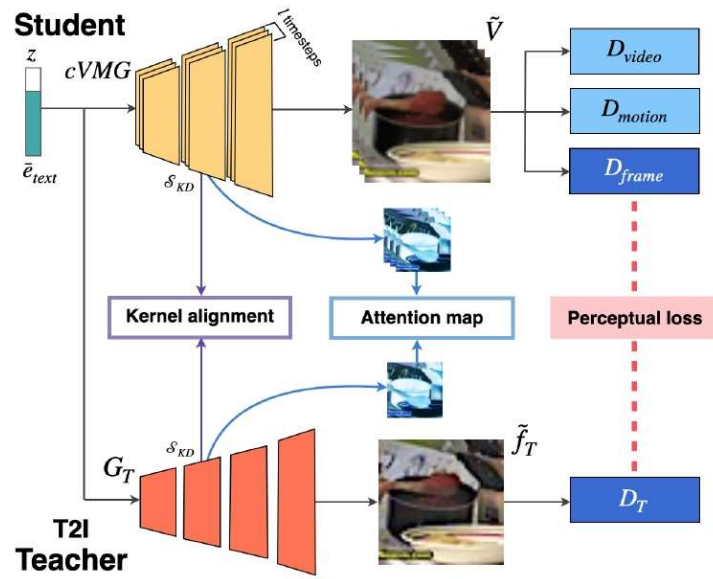 Student
z
cVMG
l timesteps
Ṽ
D_video
D_motion
D_frame
ē_text
S_KD
Kernel alignment
Attention map
Perceptual loss
S_KD
G_T
f̃_T
D_T
T2I
Teacher